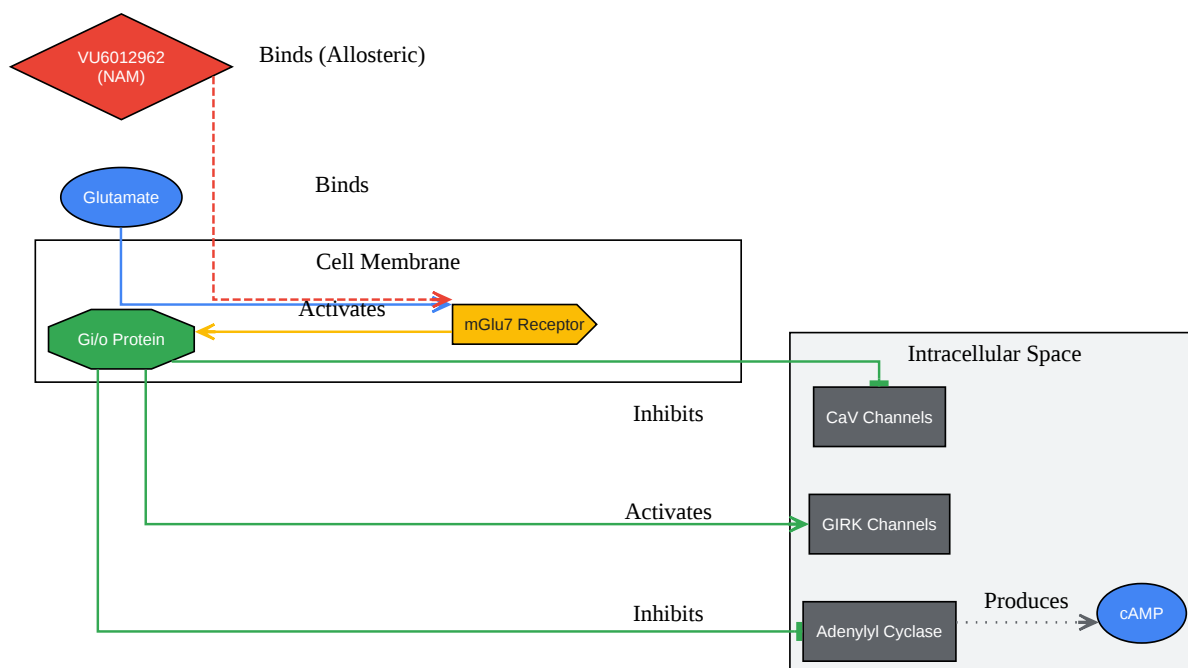 VU6012962
(NAM)
Binds (Allosteric)
Glutamate
Binds
Cell Membrane
Activates
mGlu7 Receptor
Gi/o Protein
Intracellular Space
Inhibits
CaV Channels
Activates
GIRK Channels
Inhibits
Adenylyl Cyclase
Produces
cAMP